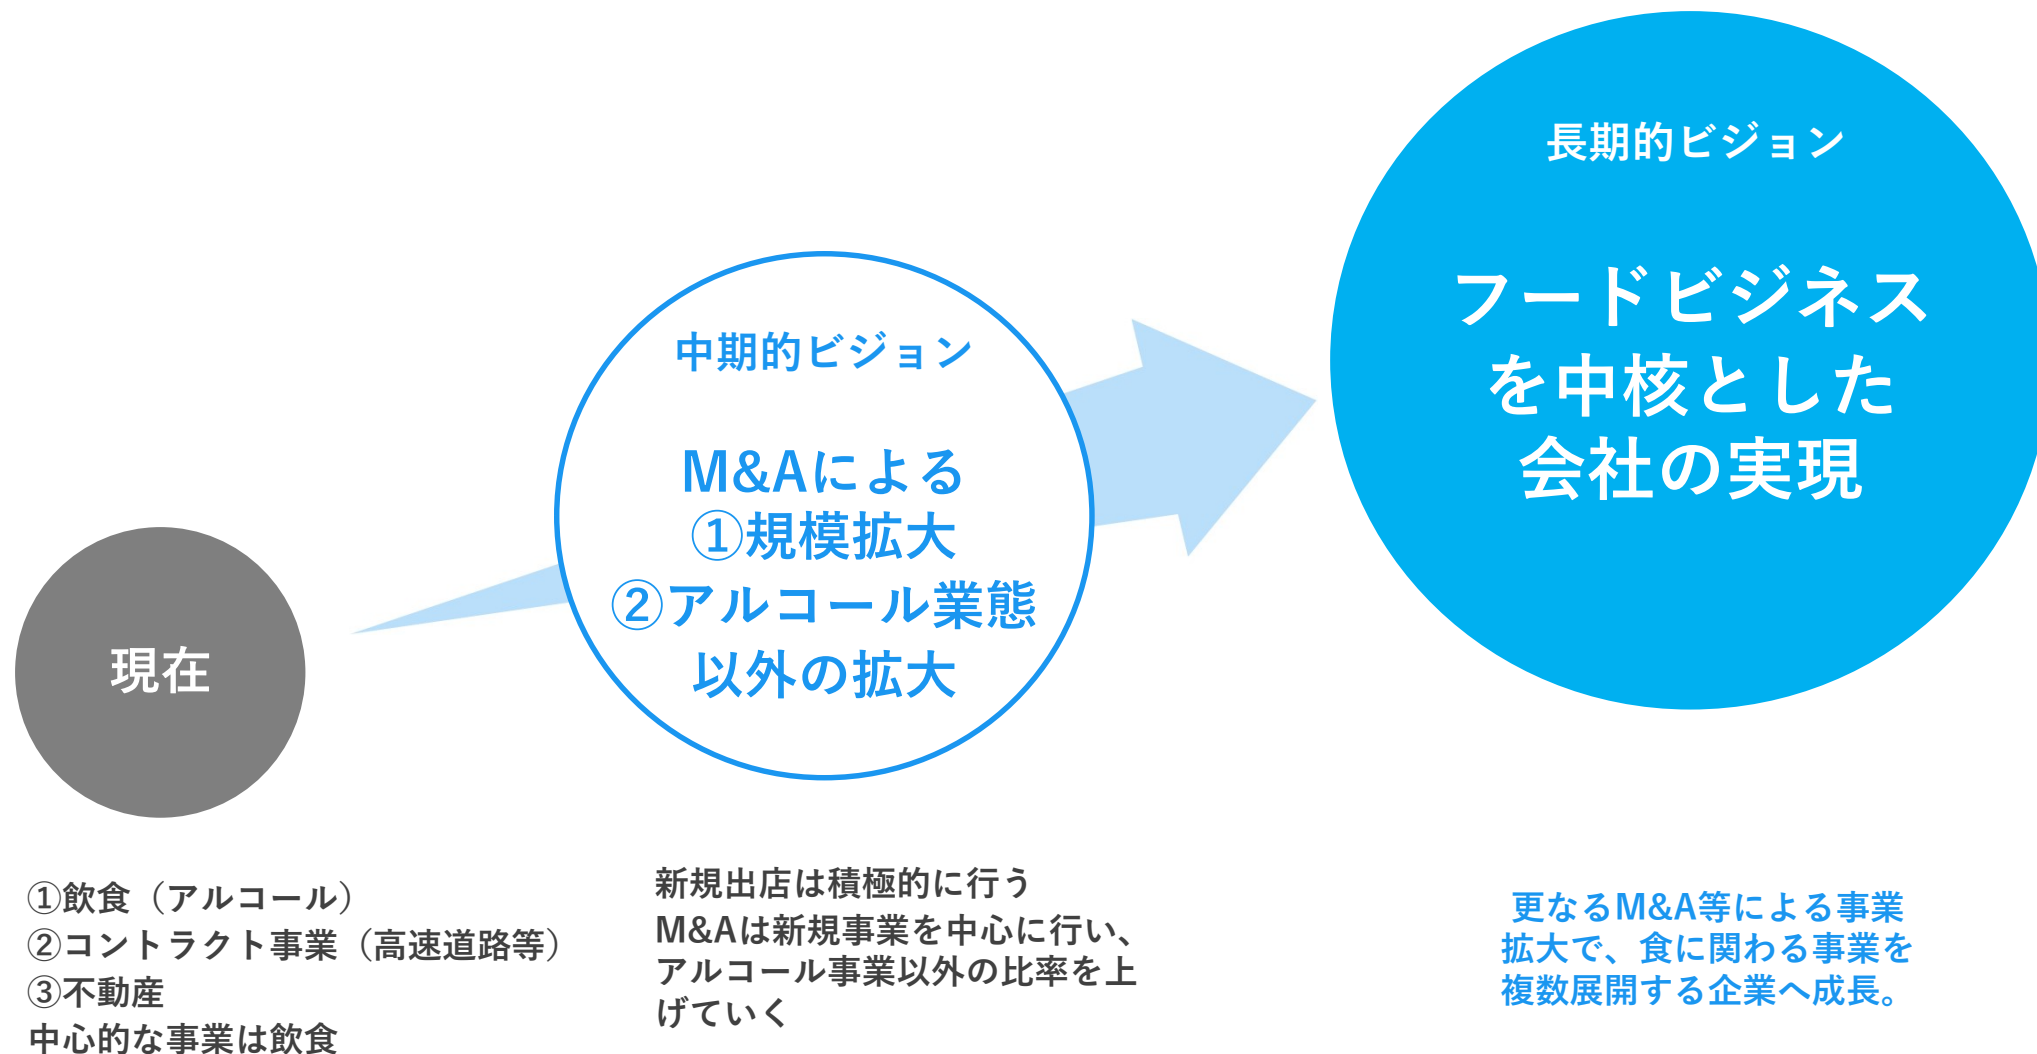 現在
①飲食（アルコール）
②コントラクト事業（高速道路等）
③不動産
中心的な事業は飲食
中期的ビジョン
M&Aによる
①規模拡大
②アルコール業態
以外の拡大
新規出店は積極的に行う
M&Aは新規事業を中心に行い、
アルコール事業以外の比率を上
げていく
長期的ビジョン
フードビジネス
を中核とした
会社の実現
更なるM&A等による事業
拡大で、食に関わる事業を
複数展開する企業へ成長。